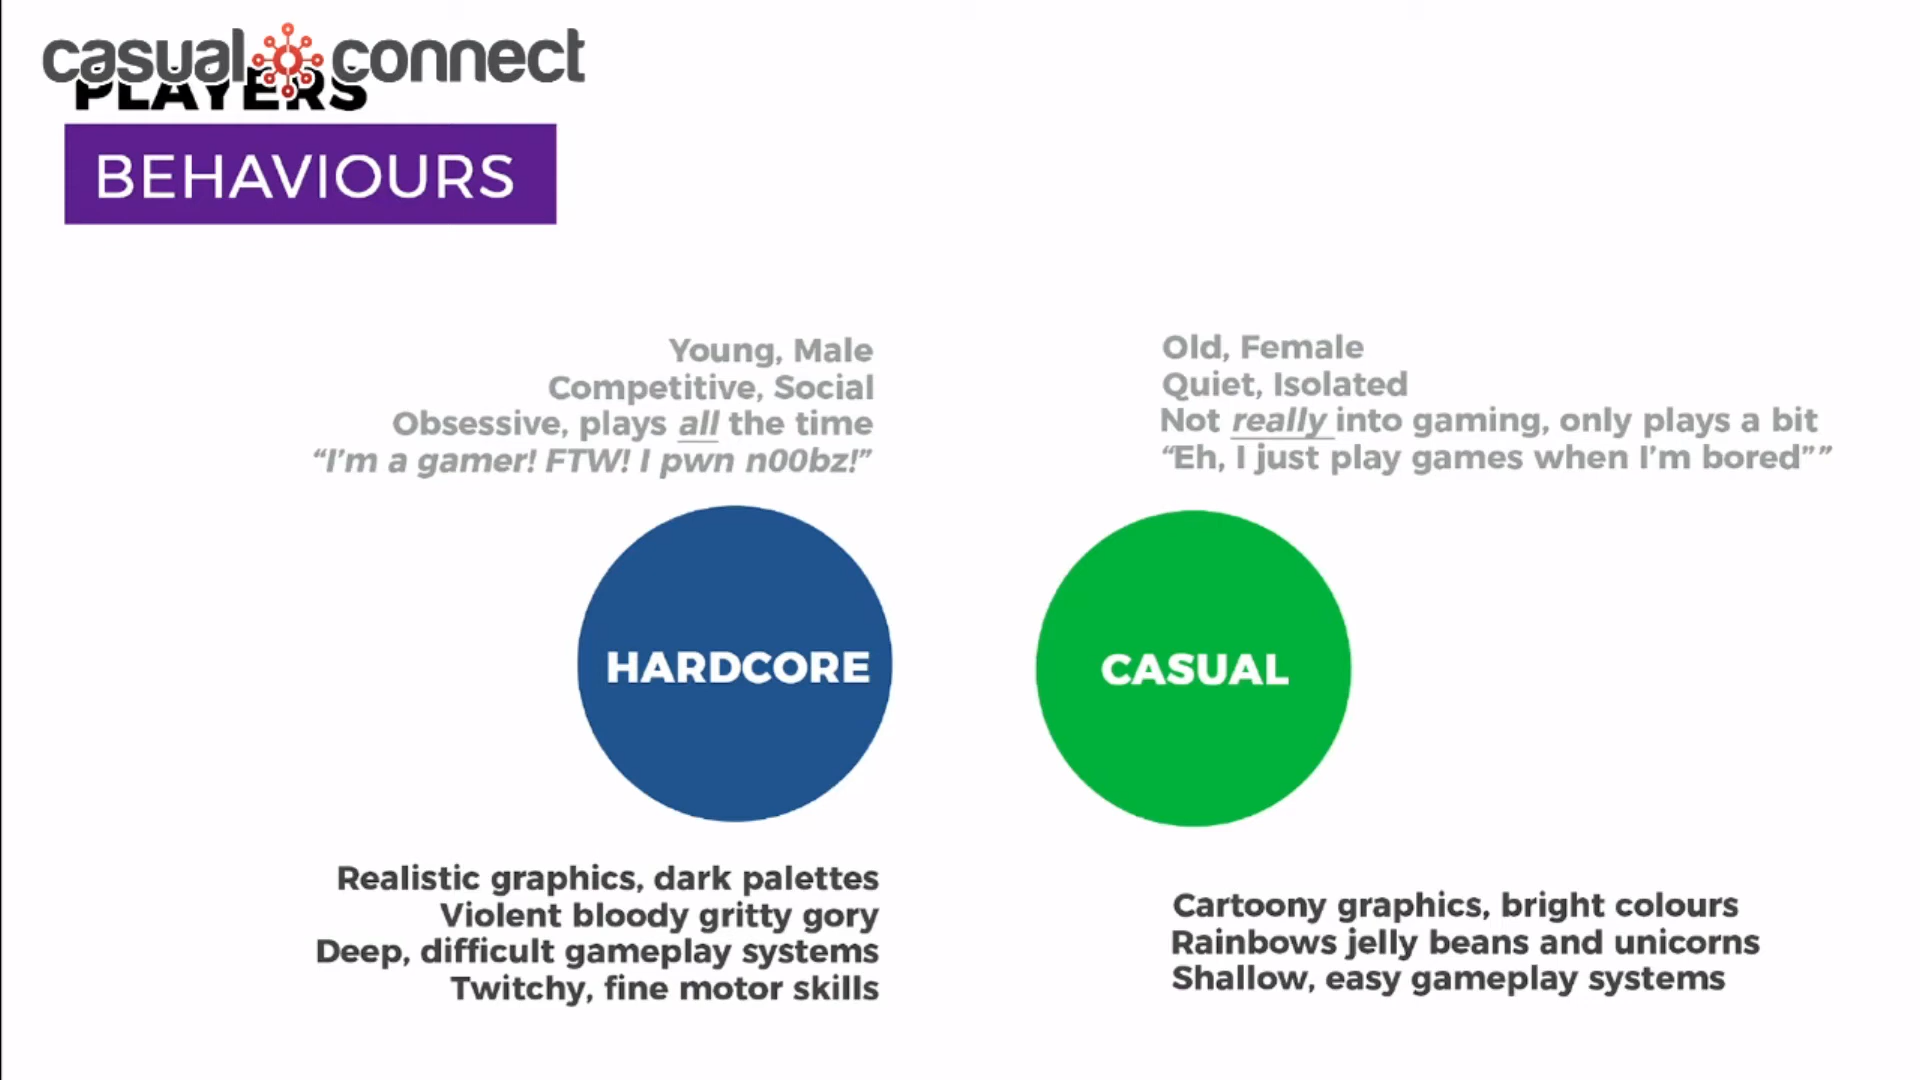 casual connect
PLAYERS
BEHAVIOURS
Young, Male
Competitive, Social
Obsessive, plays all the time
“I’m a gamer! FTW! I pwn n00bz!”
Old, Female
Quiet, Isolated
Not really into gaming, only plays a bit
“Eh, I just play games when I’m bored””
HARDCORE
CASUAL
Realistic graphics, dark palettes
Violent bloody gritty gory
Deep, difficult gameplay systems
Twitchy, fine motor skills
Cartoony graphics, bright colours
Rainbows jelly beans and unicorns
Shallow, easy gameplay systems